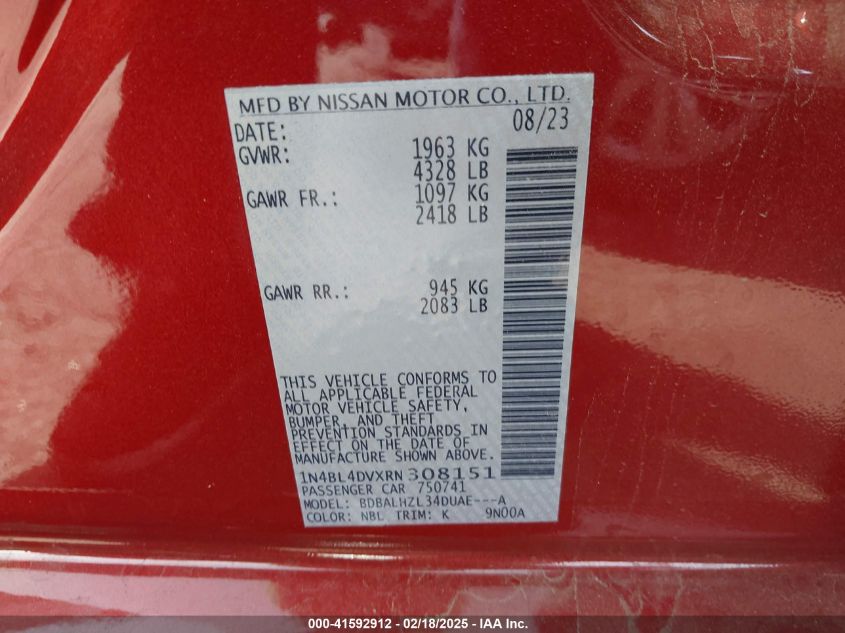 MFD BY NISSAN MOTOR CO., LTD.
DATE: 08/23
GVWR: 1963 KG
4328 LB
GAWR FR.: 1097 KG
2418 LB
GAWR RR.: 945 KG
2083 LB
THIS VEHICLE CONFORMS TO
ALL APPLICABLE FEDERAL
MOTOR VEHICLE SAFETY,
BUMPER, AND THEFT
PREVENTION STANDARDS IN
EFFECT ON THE DATE OF
MANUFACTURE SHOWN ABOVE.
1N4BL4DVXRN308151
PASSENGER CAR 750741
MODEL: BDBALHZL34DUAE---A
COLOR: NBL TRIM: K 9N00A
000-41592912 - 02/18/2025 - IAA Inc.